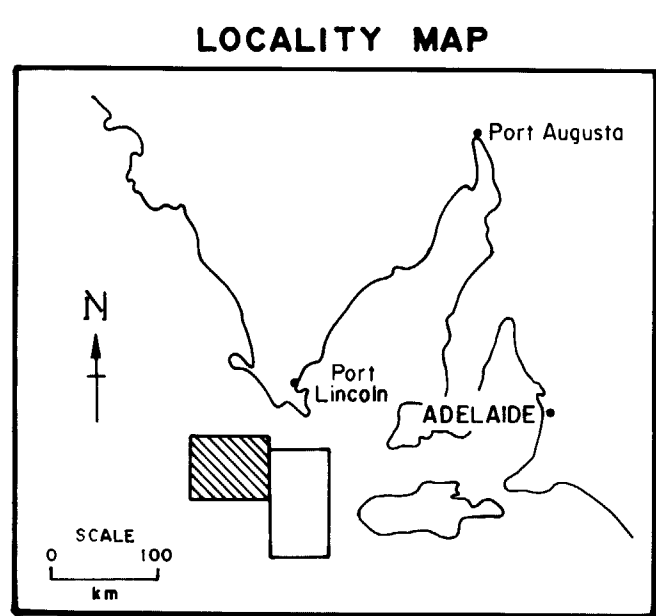 LOCALITY MAP
Port Augusta
N
Port
Lincoln
ADELAIDE
SCALE
0 100
km